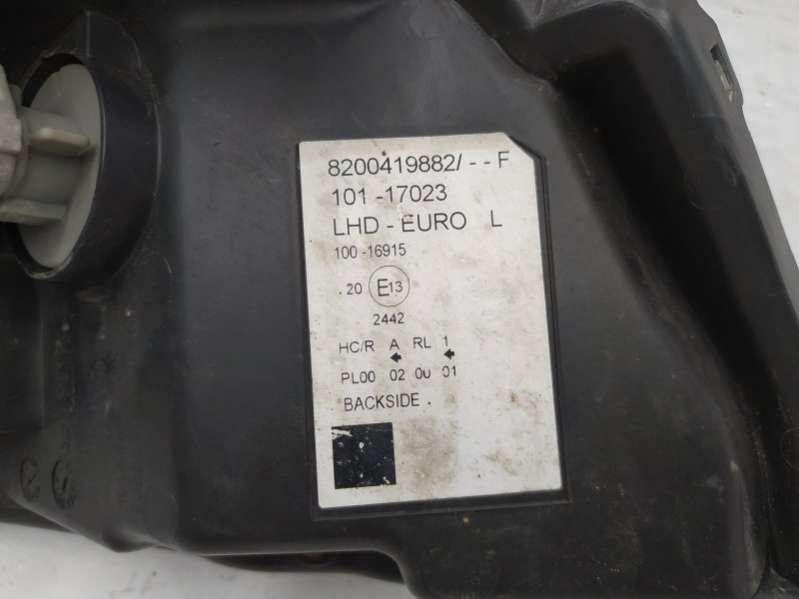 8200419882/ - - F
101 -17023
LHD - EURO L
100 -16915
.20 E13
2442
HC/R A RL 1
PL00 02 00 01
BACKSIDE .